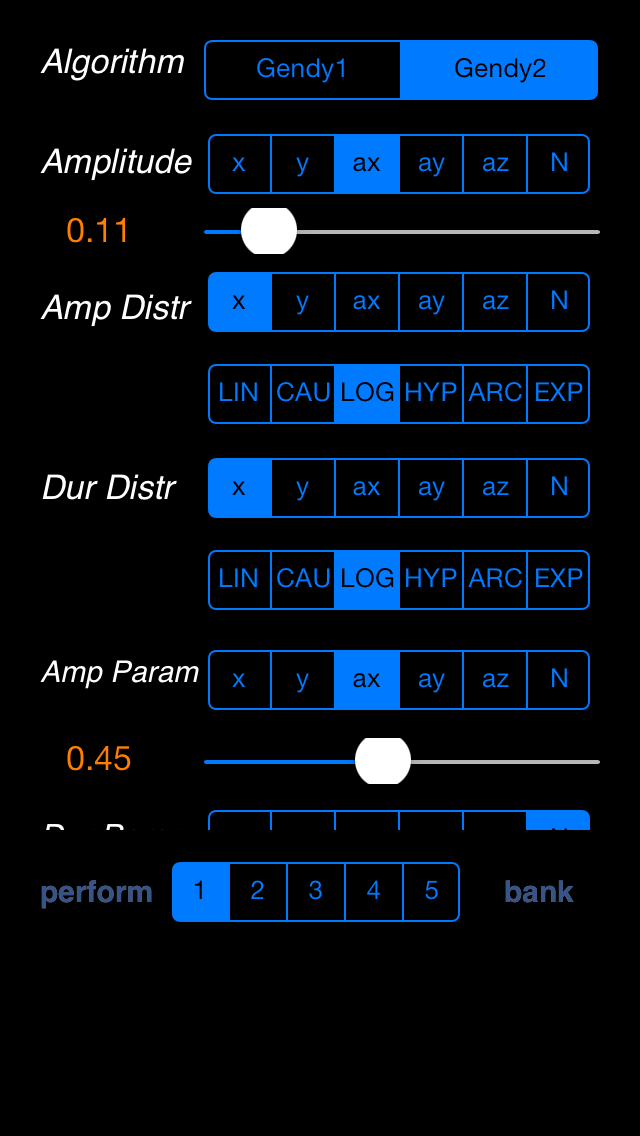 Algorithm Gendy1 Gendy2
Amplitude x y ax ay az N
0.11
Amp Distr x y ax ay az N
LIN CAU LOG HYP ARC EXP
Dur Distr x y ax ay az N
LIN CAU LOG HYP ARC EXP
Amp Param x y ax ay az N
0.45
perform 1 2 3 4 5 bank